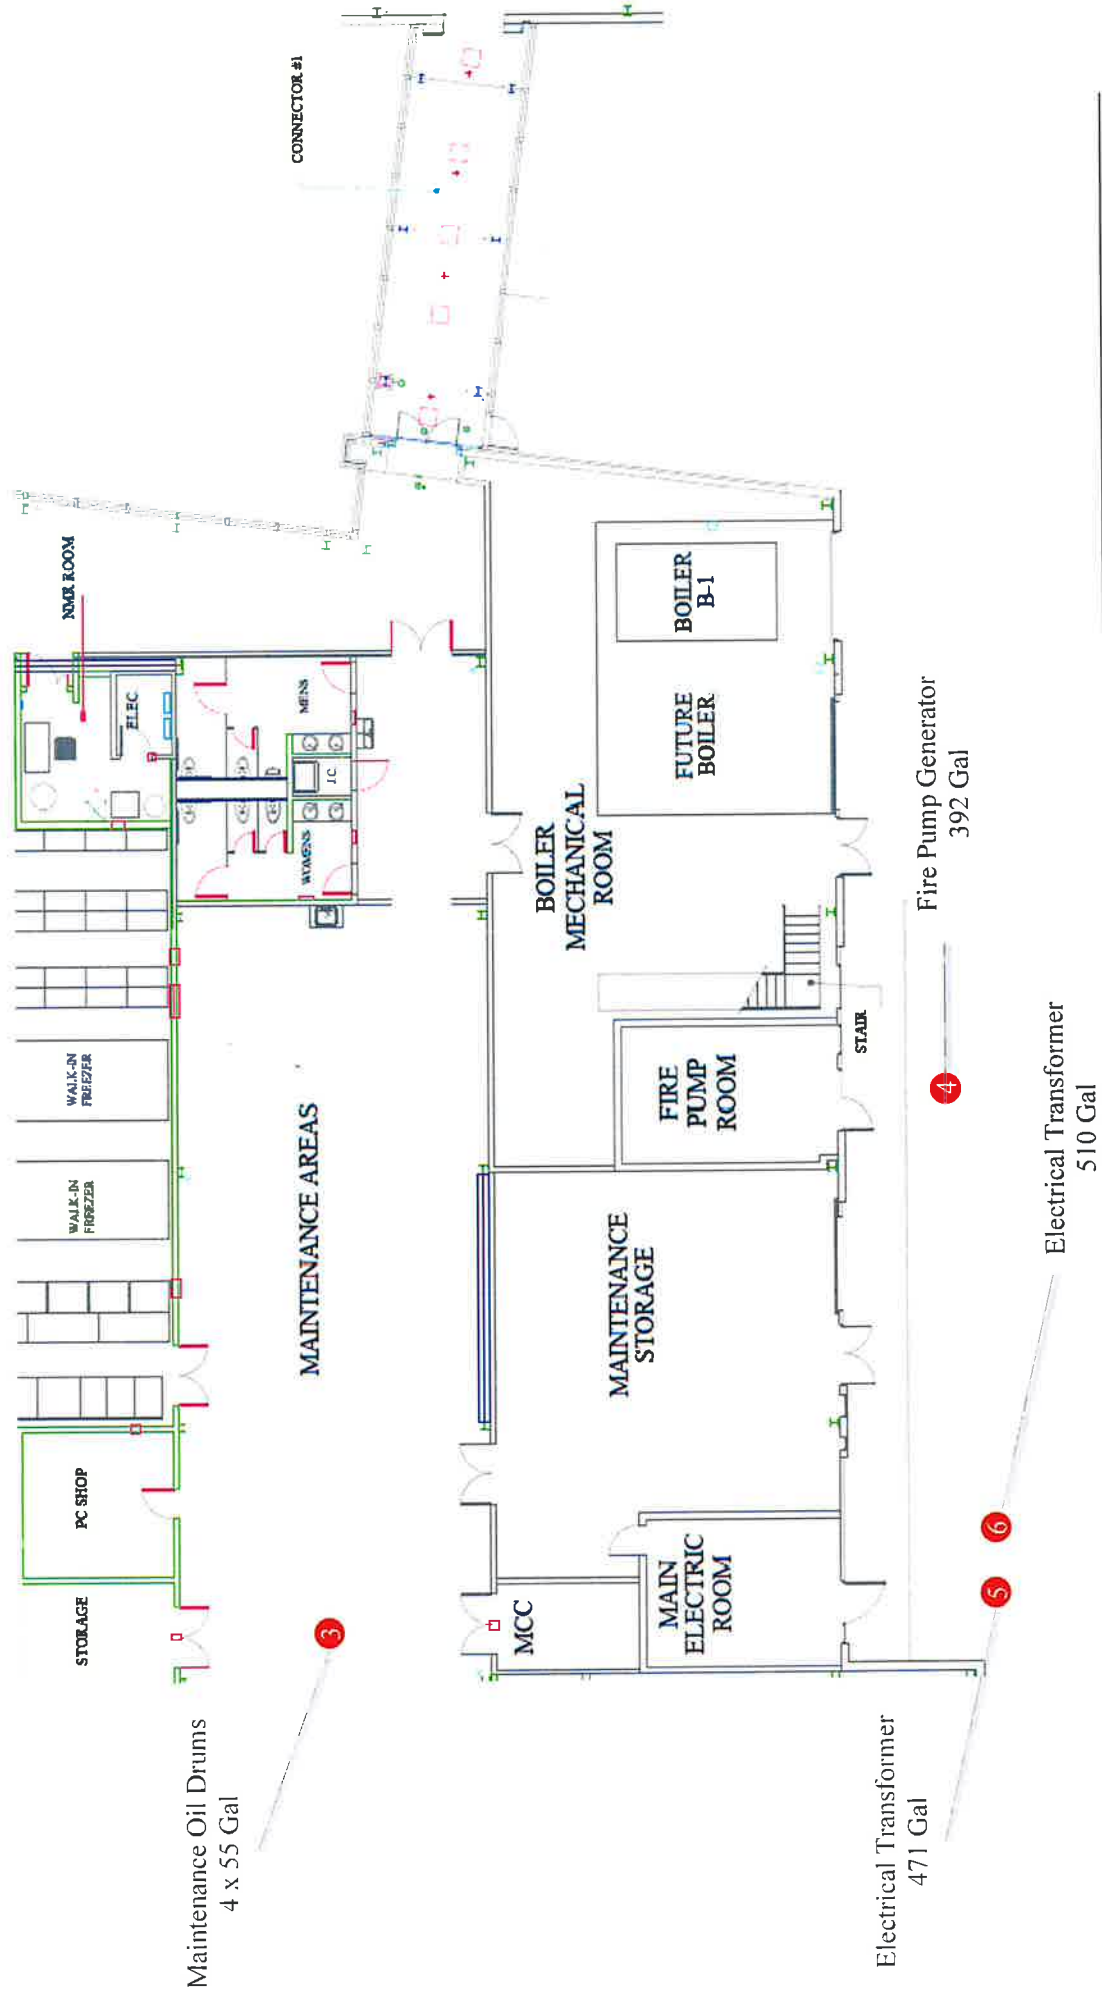 CONNECTOR #1
NMR ROOM
ELEC.
MENS
J.C.
WOMENS
WALK-IN
FREEZER
WALK-IN
FREEZER
PC SHOP
STORAGE
MAINTENANCE AREAS
BOILER
B-1
FUTURE
BOILER
BOILER
MECHANICAL
ROOM
FIRE
PUMP
ROOM
STAIR
MAINTENANCE
STORAGE
MAIN
ELECTRIC
ROOM
MCC
3
Maintenance Oil Drums
4 x 55 Gal
4
Fire Pump Generator
392 Gal
5
Electrical Transformer
471 Gal
6
Electrical Transformer
510 Gal